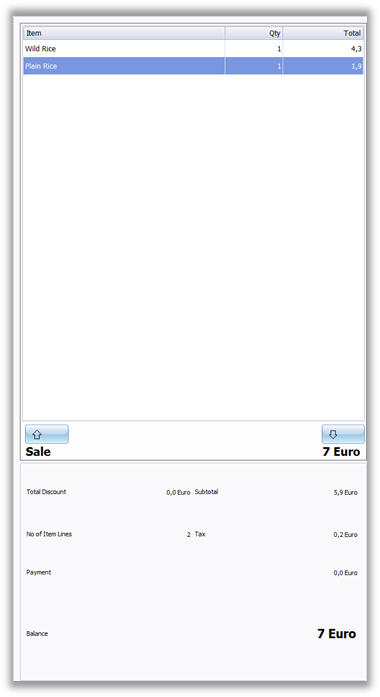 Item Qty Total
Wild Rice 1 4,3
Plain Rice 1 1,9
Sale 7 Euro
Total Discount 0,0 Euro Subtotal 5,9 Euro
No of Item Lines 2 Tax 0,2 Euro
Payment 0,0 Euro
Balance 7 Euro